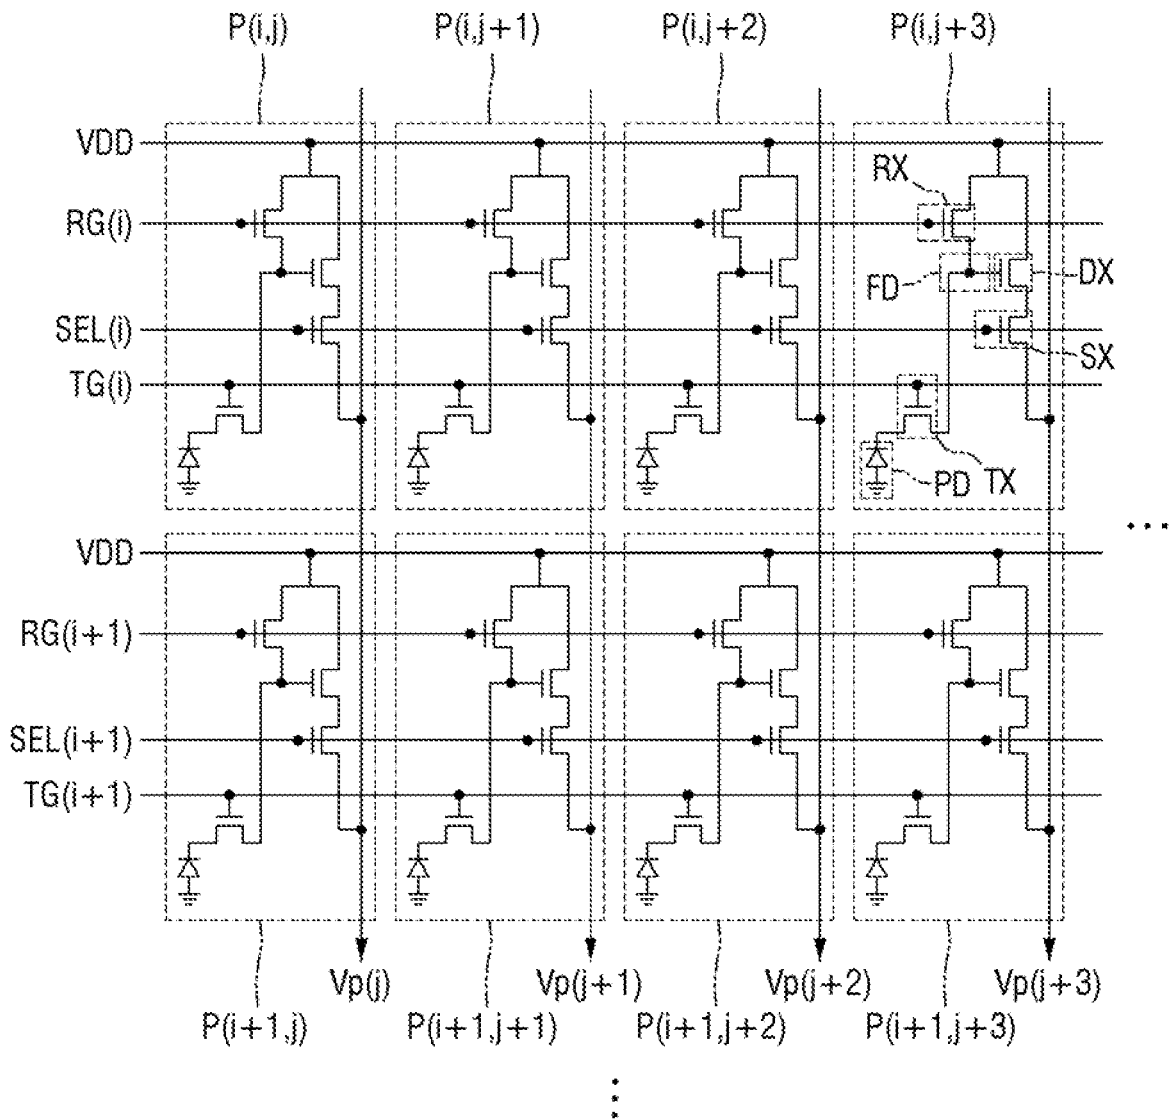 P(i,j) P(i,j+1) P(i,j+2) P(i,j+3)
VDD
RX
RG(i)
FD DX
SEL(i)
SX
TG(i)
PD TX
...
VDD
RG(i+1)
SEL(i+1)
TG(i+1)
Vp(j) Vp(j+1) Vp(j+2) Vp(j+3)
P(i+1,j) P(i+1,j+1) P(i+1,j+2) P(i+1,j+3)